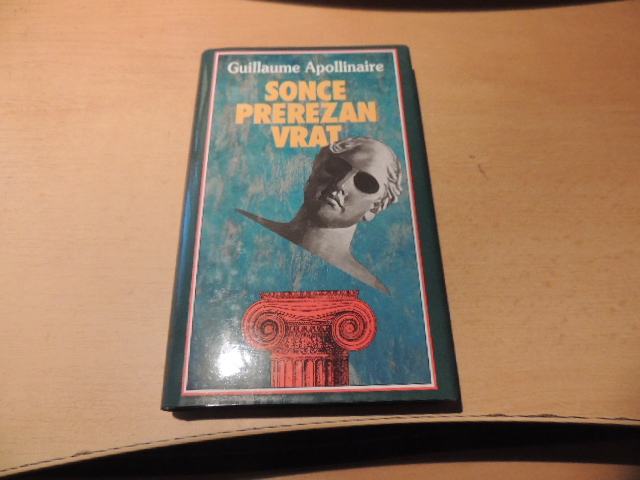 Guillaume Apollinaire
SONCE
PREREZAN
VRAT